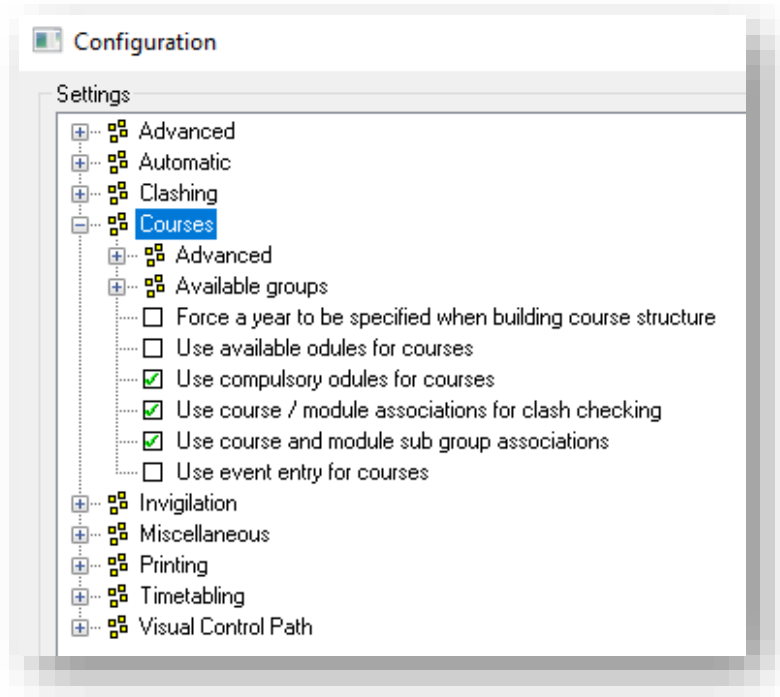 Configuration
Settings
Advanced
Automatic
Clashing
Courses
Advanced
Available groups
Force a year to be specified when building course structure
Use available odules for courses
Use compulsory odules for courses
Use course / module associations for clash checking
Use course and module sub group associations
Use event entry for courses
Invigilation
Miscellaneous
Printing
Timetabling
Visual Control Path